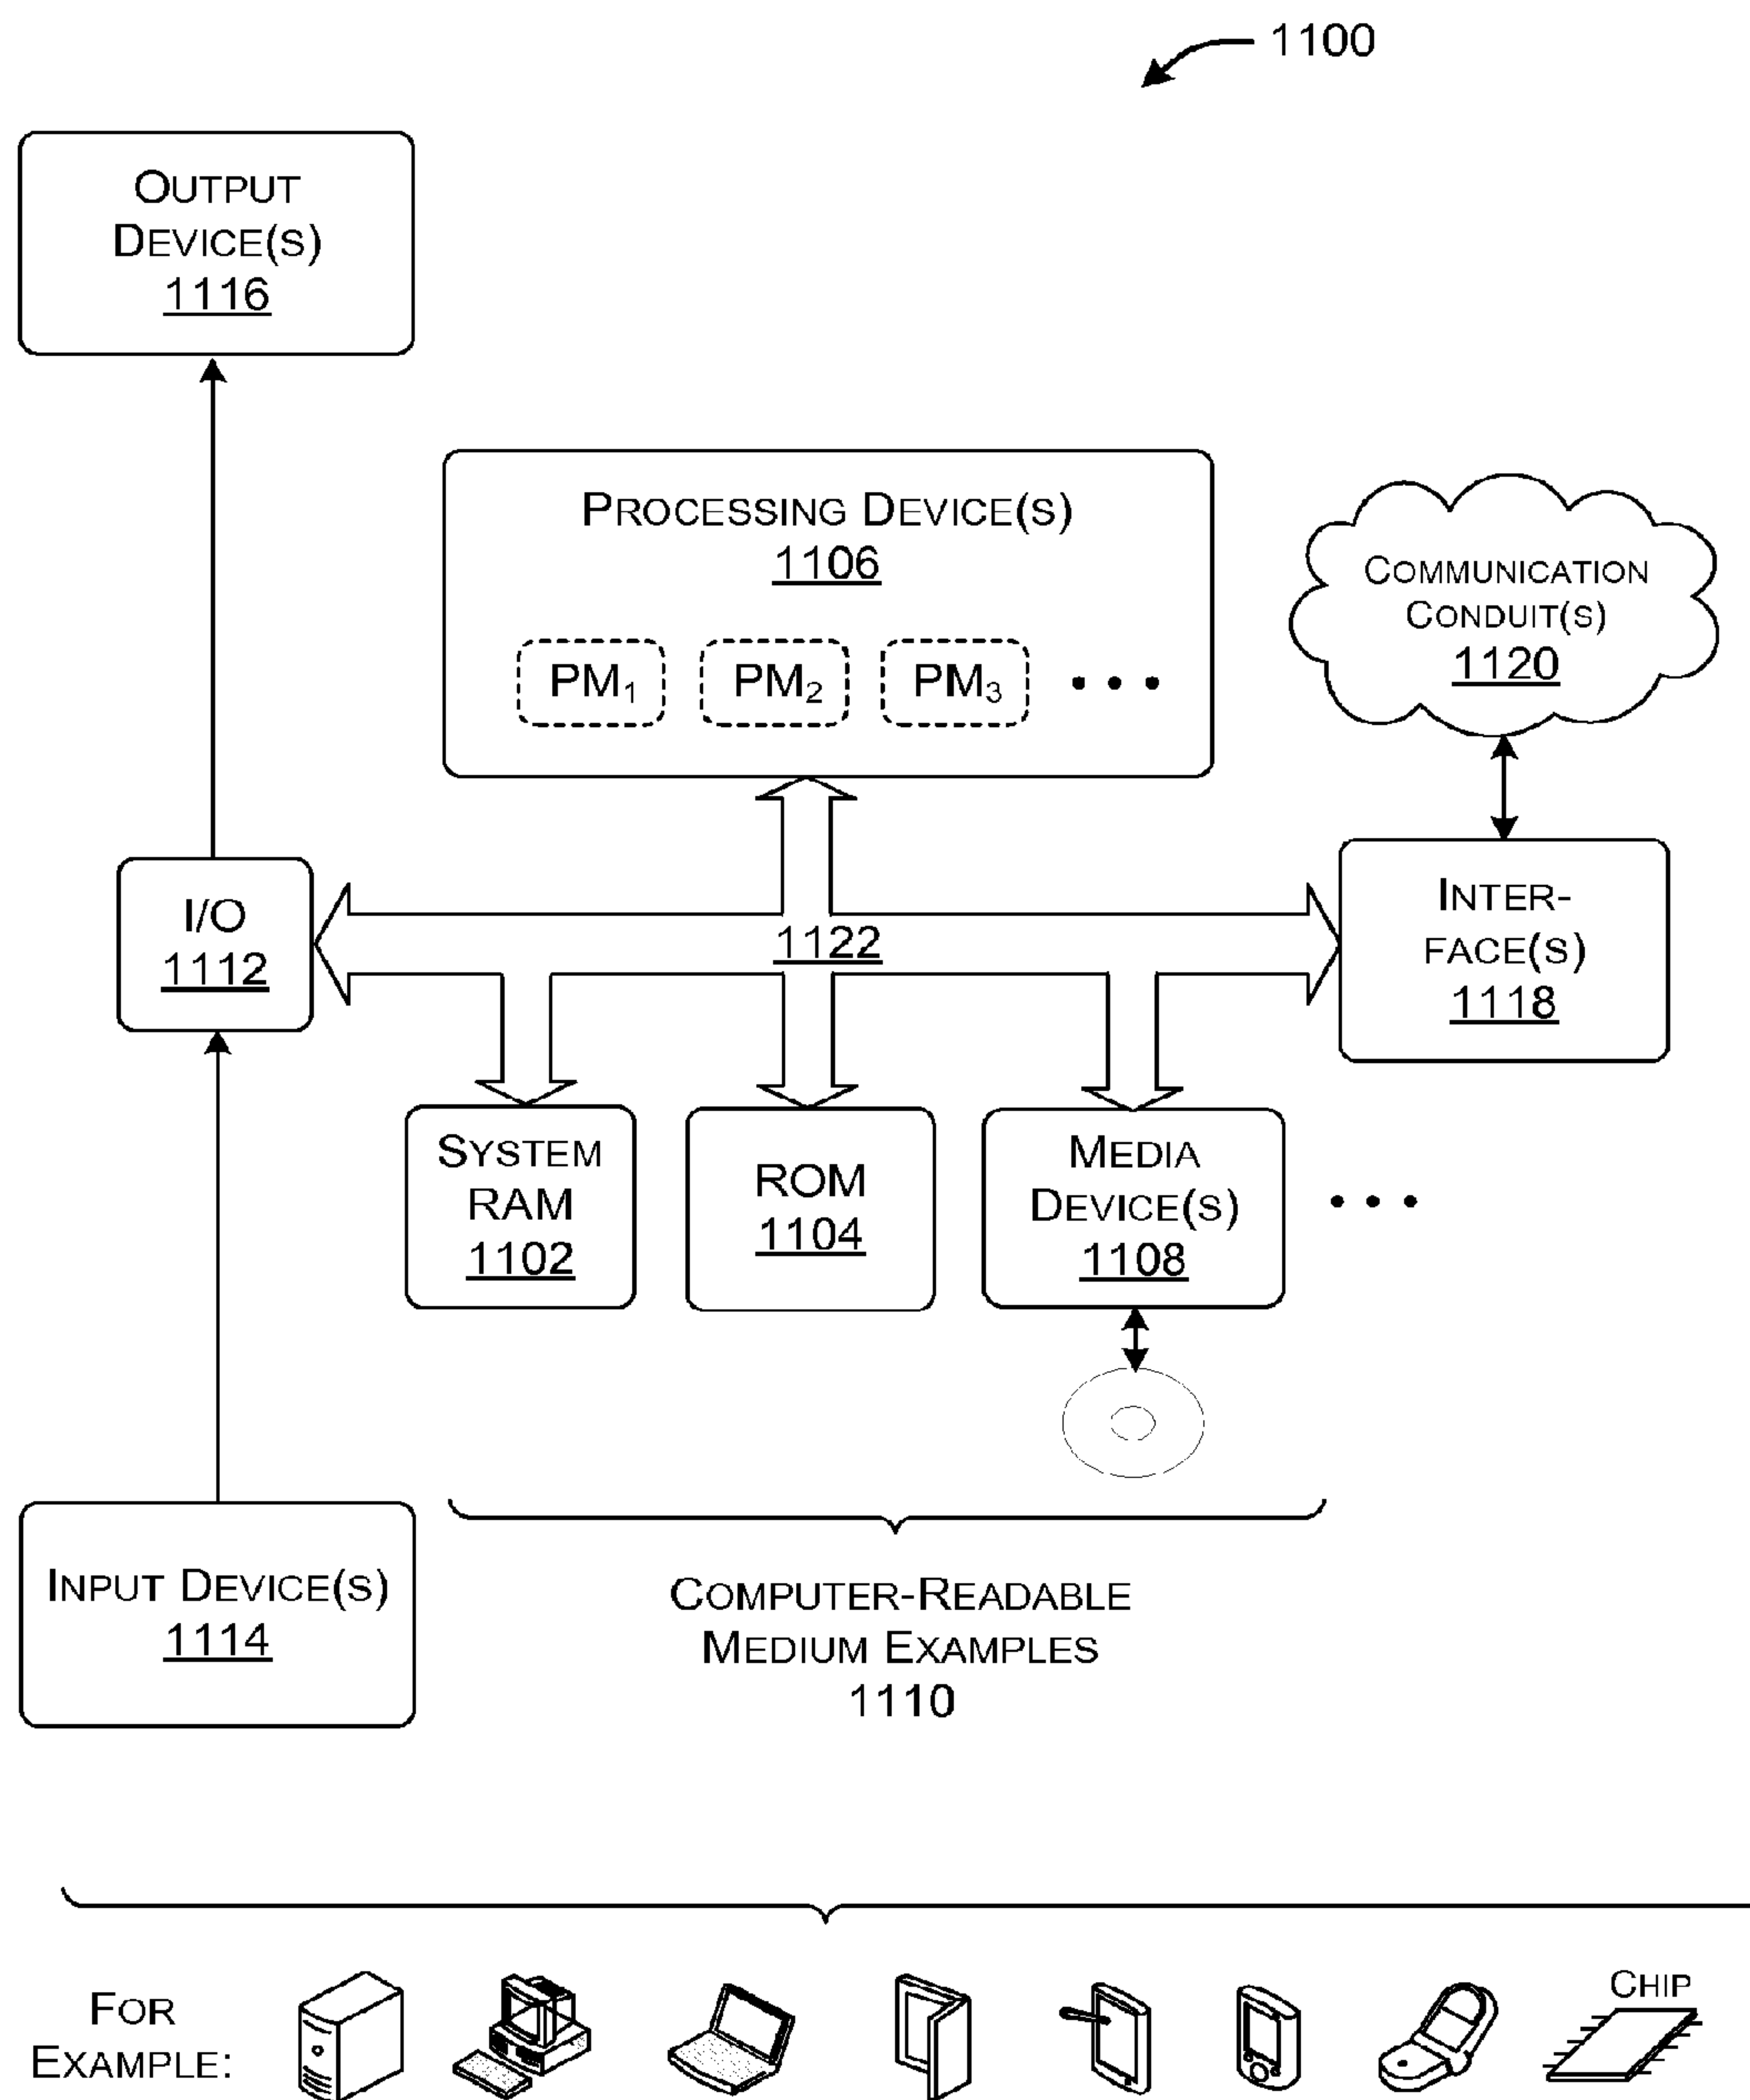 1100
OUTPUT
DEVICE(S)
1116
PROCESSING DEVICE(S)
1106
PM₁ PM₂ PM₃ • • •
COMMUNICATION
CONDUIT(S)
1120
I/O
1112
1122
INTER-
FACE(S)
1118
SYSTEM
RAM
1102
ROM
1104
MEDIA
DEVICE(S)
1108
• • •
INPUT DEVICE(S)
1114
COMPUTER-READABLE
MEDIUM EXAMPLES
1110
FOR
EXAMPLE:
CHIP